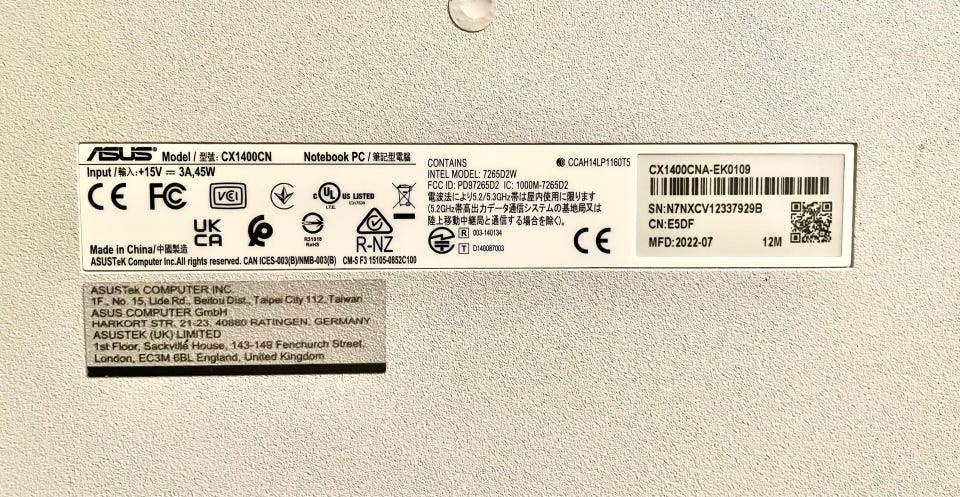 ASUS Model / 型號: CX1400CN Notebook PC / 筆記型電腦
Input / 輸入:+15V ⎓ 3A,45W
CE FC VCI c UL US LISTED
I.T.E. E317639
UK CA
R31018
RoHS
R-NZ
Made in China/中國製造
ASUSTeK Computer Inc.All rights reserved. CAN ICES-003(B)/NMB-003(B) CM-5 F3 15105-0852C100
CONTAINS
CCAH14LP1160T5
INTEL MODEL: 7265D2W
FCC ID: PD97265D2 IC: 1000M-7265D2
電波法により5.2/5.3GHz帯は屋内使用に限ります
(5.2GHz帯高出力データ通信システムの基地局又は
陸上移動中継局と通信する場合を除く)。
R 003-140134
T D140087003
CE
CX1400CNA-EK0109
SN:N7NXCV12337929B
CN:E5DF
MFD:2022-07 12M
ASUSTek COMPUTER INC.
1F., No. 15, Lide Rd., Beitou Dist., Taipei City 112, Taiwan
ASUS COMPUTER GmbH
HARKORT STR. 21-23, 40880 RATINGEN, GERMANY
ASUSTEK (UK) LIMITED
1st Floor, Sackville House, 143-149 Fenchurch Street,
London, EC3M 6BL England, United Kingdom